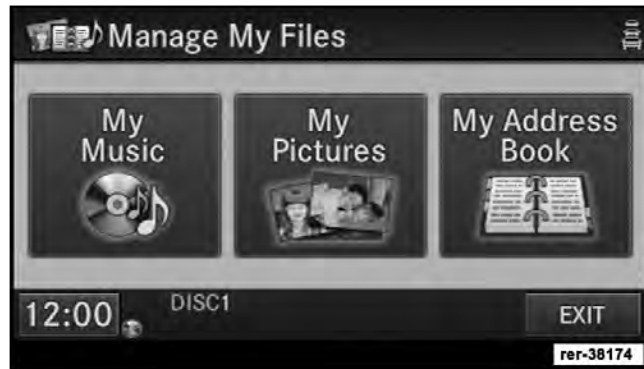 Manage My Files
My
Music
My
Pictures
My Address
Book
12:00
DISC1
EXIT
rer-38174